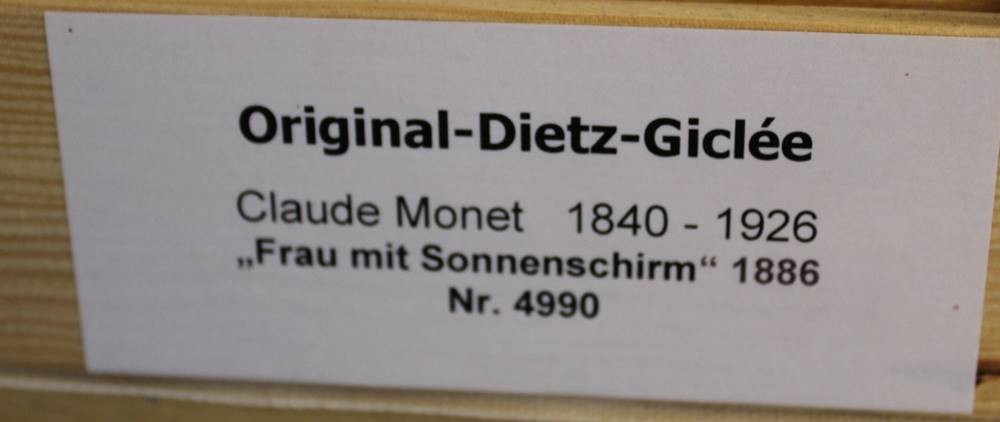 Original-Dietz-Giclée
Claude Monet 1840 - 1926
„Frau mit Sonnenschirm“ 1886
Nr. 4990